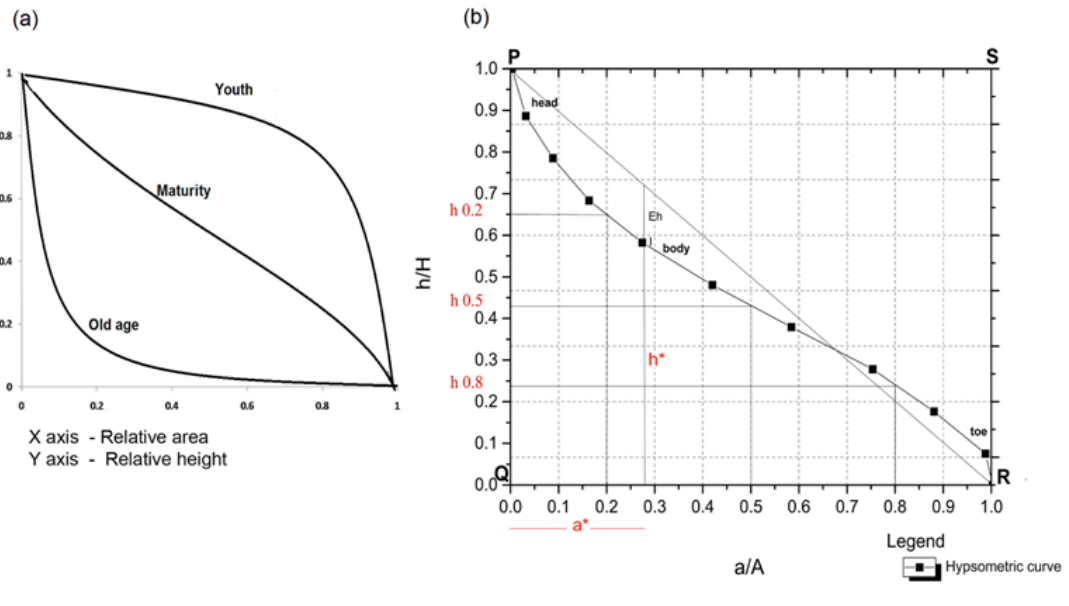 (a)
1
0.8
0.6
0.4
0.2
0
Youth
Maturity
Old age
0 0.2 0.4 0.6 0.8 1
X axis - Relative area
Y axis - Relative height
(b)
P S
1.0
0.9
0.8
0.7
0.6
0.5
0.4
0.3
0.2
0.1
0.0
h/H
h 0.2
h 0.5
h 0.8
head
Eh
body
h*
toe
Q R
0.0 0.1 0.2 0.3 0.4 0.5 0.6 0.7 0.8 0.9 1.0
a*
a/A
Legend
Hypsometric curve